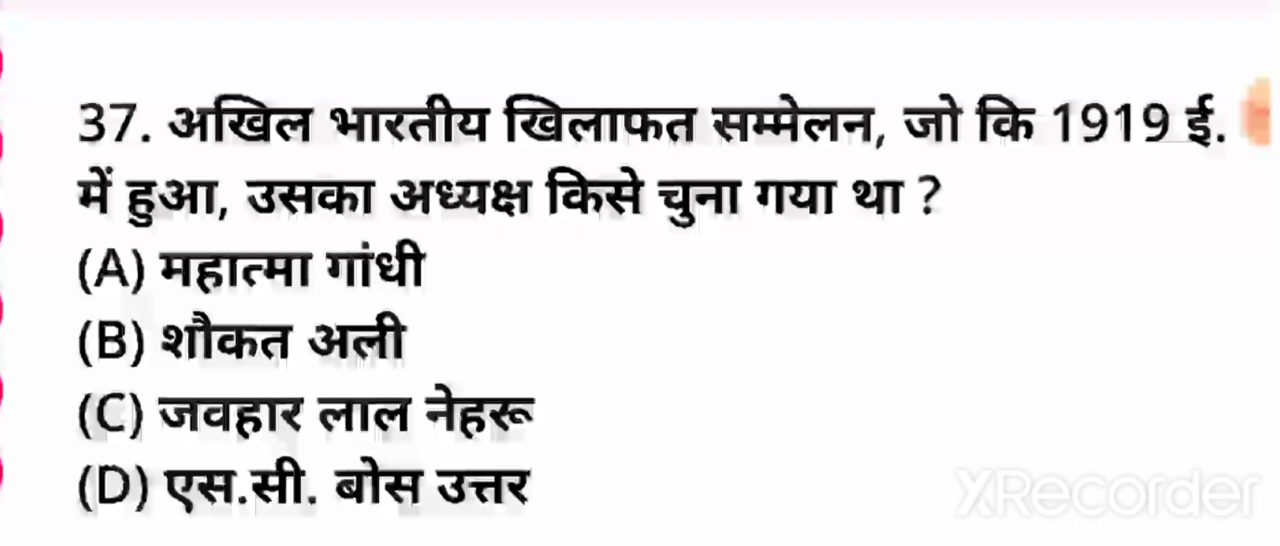 37. अखिल भारतीय खिलाफत सम्मेलन, जो कि 1919 ई.
में हुआ, उसका अध्यक्ष किसे चुना गया था ?
(A) महात्मा गांधी
(B) शौकत अली
(C) जवहार लाल नेहरू
(D) एस.सी. बोस उत्तर
XRecorder